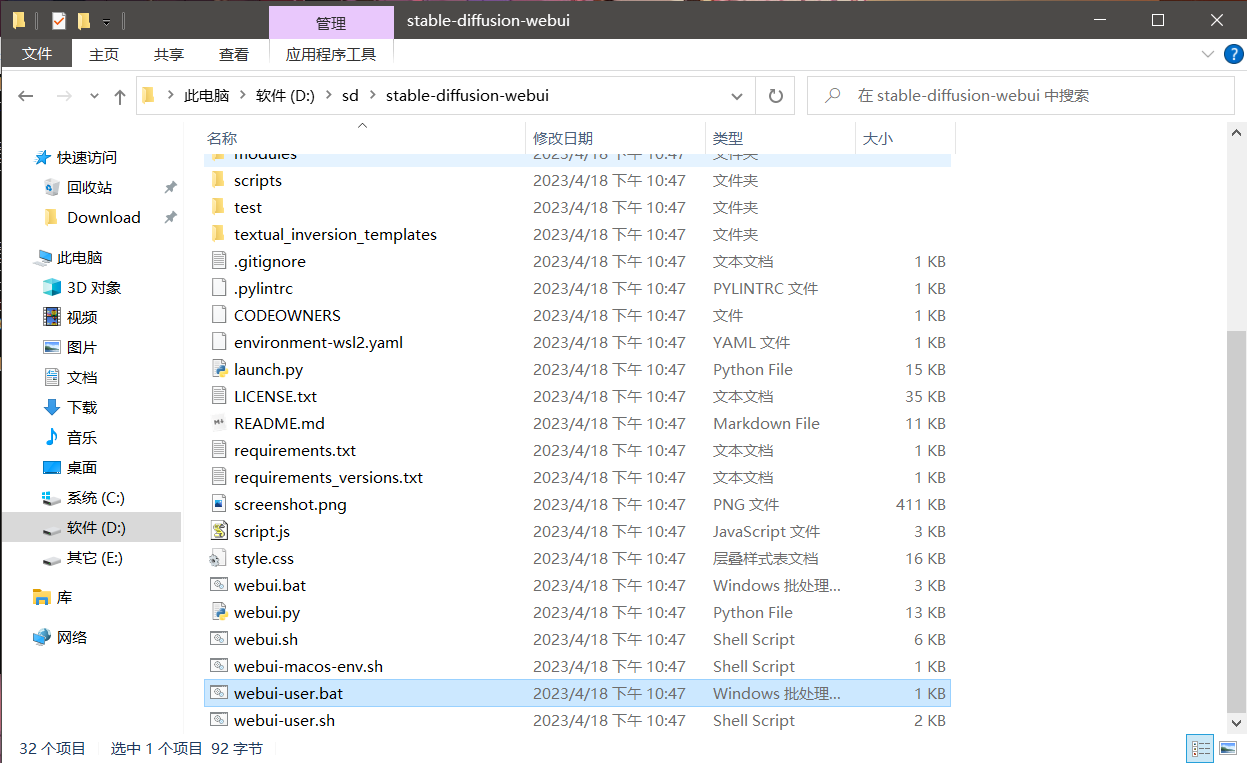 管理
stable-diffusion-webui
文件
主页
共享
查看
应用程序工具
此电脑 > 软件 (D:) > sd > stable-diffusion-webui
在 stable-diffusion-webui 中搜索
快速访问
回收站
Download
此电脑
3D 对象
视频
图片
文档
下载
音乐
桌面
系统 (C:)
软件 (D:)
其它 (E:)
库
网络
名称 修改日期 类型 大小
modules 2023/4/18 下午 10:47 文件夹
scripts 2023/4/18 下午 10:47 文件夹
test 2023/4/18 下午 10:47 文件夹
textual_inversion_templates 2023/4/18 下午 10:47 文件夹
.gitignore 2023/4/18 下午 10:47 文本文档 1 KB
.pylintrc 2023/4/18 下午 10:47 PYLINTRC 文件 1 KB
CODEOWNERS 2023/4/18 下午 10:47 文件 1 KB
environment-wsl2.yaml 2023/4/18 下午 10:47 YAML 文件 1 KB
launch.py 2023/4/18 下午 10:47 Python File 15 KB
LICENSE.txt 2023/4/18 下午 10:47 文本文档 35 KB
README.md 2023/4/18 下午 10:47 Markdown File 11 KB
requirements.txt 2023/4/18 下午 10:47 文本文档 1 KB
requirements_versions.txt 2023/4/18 下午 10:47 文本文档 1 KB
screenshot.png 2023/4/18 下午 10:47 PNG 文件 411 KB
script.js 2023/4/18 下午 10:47 JavaScript 文件 3 KB
style.css 2023/4/18 下午 10:47 层叠样式表文档 16 KB
webui.bat 2023/4/18 下午 10:47 Windows 批处理... 3 KB
webui.py 2023/4/18 下午 10:47 Python File 13 KB
webui.sh 2023/4/18 下午 10:47 Shell Script 6 KB
webui-macos-env.sh 2023/4/18 下午 10:47 Shell Script 1 KB
webui-user.bat 2023/4/18 下午 10:47 Windows 批处理... 1 KB
webui-user.sh 2023/4/18 下午 10:47 Shell Script 2 KB
32 个项目 选中 1 个项目 92 字节